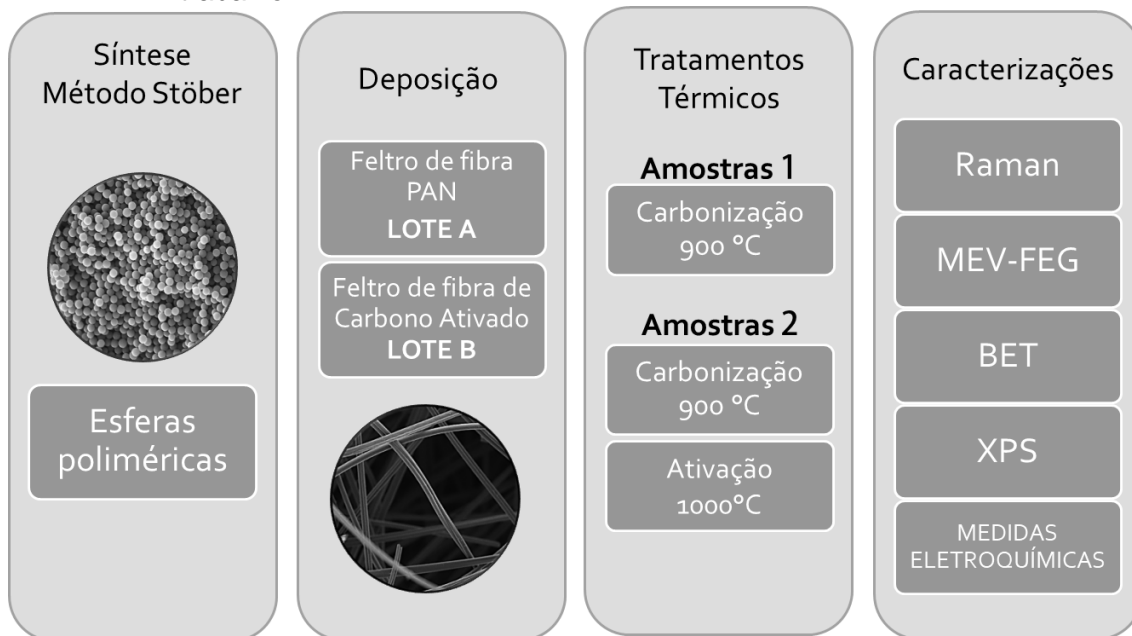 Síntese
Método Stöber
Esferas
poliméricas
Deposição
Feltro de fibra
PAN
LOTE A
Feltro de fibra de
Carbono Ativado
LOTE B
Tratamentos
Térmicos
Amostras 1
Carbonização
900 °C
Amostras 2
Carbonização
900 °C
Ativação
1000°C
Caracterizações
Raman
MEV-FEG
BET
XPS
MEDIDAS
ELETROQUÍMICAS